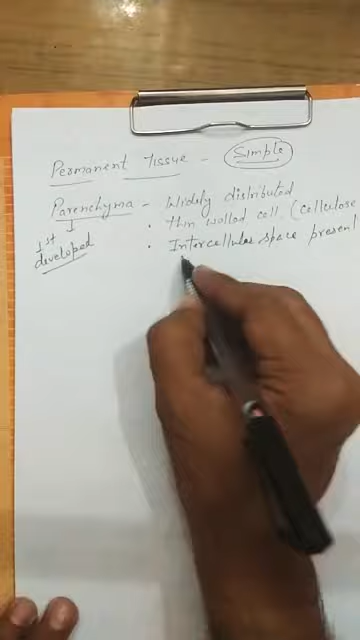 Permanent Tissue - Simple
Parenchyma - Widely distributed
1st developed
. Thin walled cell (cellulose
. Intercellular space present